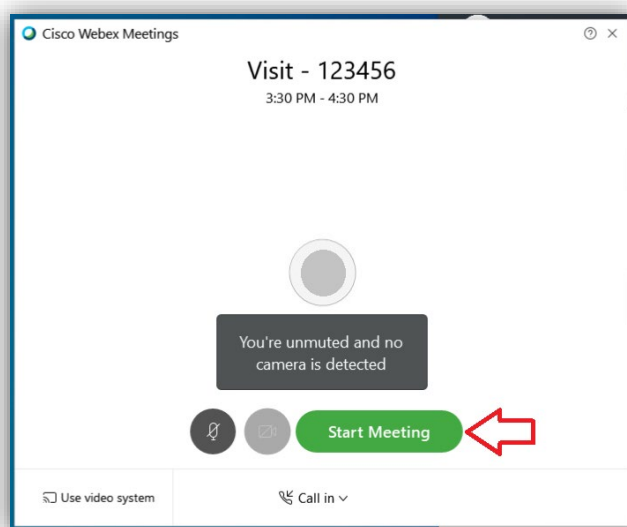 Cisco Webex Meetings
Visit - 123456
3:30 PM - 4:30 PM
You're unmuted and no
camera is detected
Start Meeting
Use video system
Call in